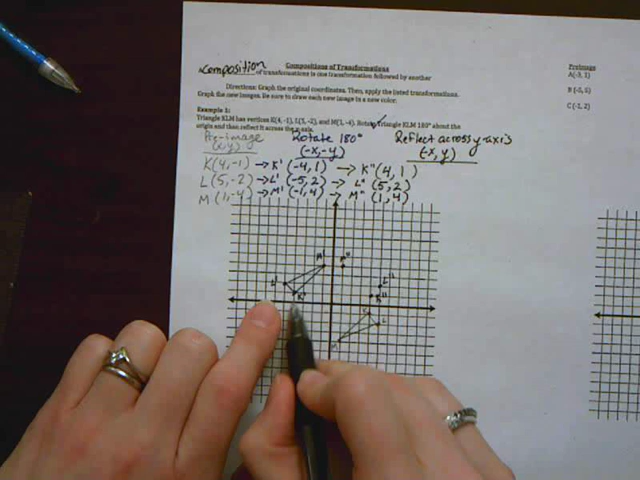 Compositions of Transformations
Composition of transformations is one transformation followed by another
Directions: Graph the original coordinates. Then, apply the listed transformations.
Graph the new images. Be sure to draw each new image in a new color.
Example 1:
Triangle KLM has vertices K(4, -1), L(5, -2), and M(1, -4). Rotate Triangle KLM 180° about the
origin and then reflect it across the
Pre-image Rotate 180° Reflect across y-axis
(x,y) (-x,-y) (-x, y)
K(4,-1) → K' (-4, 1) → K" (4, 1)
L(5,-2) → L' (-5, 2) → L" (5, 2)
M(1,-4) → M' (-1, 4) → M" (1, 4)
M' M"
L' L"
K' K"
K
L
M
Preimage
A(-3, 1)
B (-5, 5)
C (-1, 2)